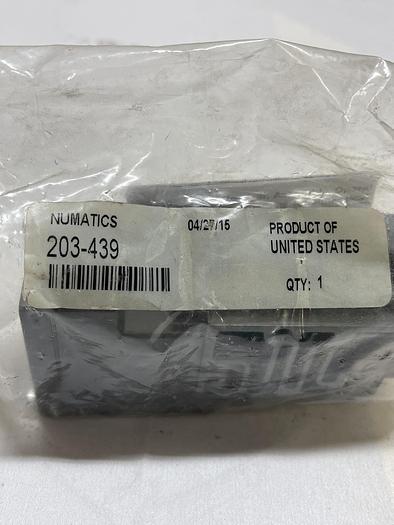 NUMATICS
04/27/15
PRODUCT OF
203-439
UNITED STATES
QTY: 1